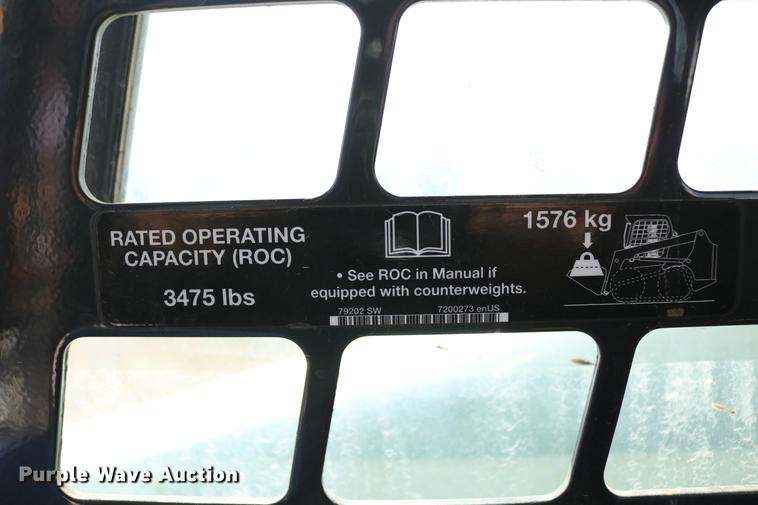 RATED OPERATING
CAPACITY (ROC)
3475 lbs
• See ROC in Manual if
equipped with counterweights.
79202 SW 7200273 enUS
1576 kg
Purple Wave Auction